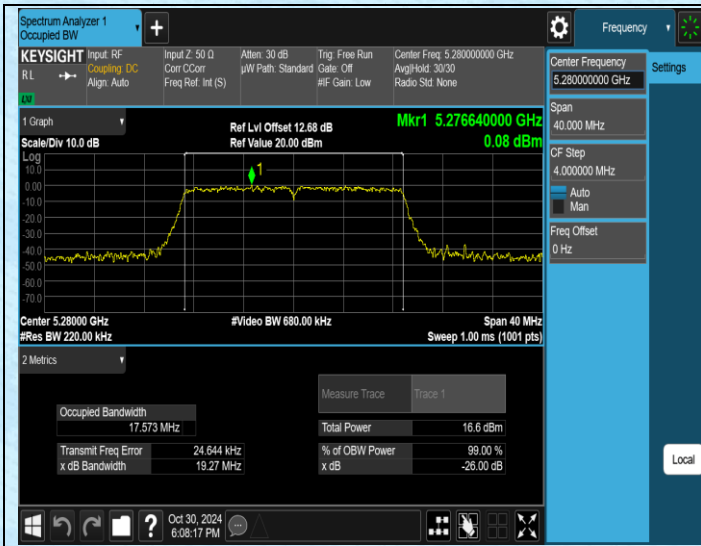 Spectrum Analyzer 1
Occupied BW
+
Frequency
KEYSIGHT
RL
LXI
Input: RF
Coupling: DC
Align: Auto
Input Z: 50 Ω
Corr CCorr
Freq Ref: Int (S)
Atten: 30 dB
µW Path: Standard
Trig: Free Run
Gate: Off
#IF Gain: Low
Center Freq: 5.280000000 GHz
Avg|Hold: 30/30
Radio Std: None
Center Frequency
5.280000000 GHz
Settings
Span
40.000 MHz
CF Step
4.000000 MHz
Auto
Man
Freq Offset
0 Hz
Local
1 Graph
Scale/Div 10.0 dB
Ref Lvl Offset 12.68 dB
Ref Value 20.00 dBm
Mkr1 5.276640000 GHz
0.08 dBm
Log
10.0
0.00
-10.0
-20.0
-30.0
-40.0
-50.0
-60.0
-70.0
1
Center 5.28000 GHz
#Res BW 220.00 kHz
#Video BW 680.00 kHz
Span 40 MHz
Sweep 1.00 ms (1001 pts)
2 Metrics
Measure Trace Trace 1
Occupied Bandwidth
17.573 MHz
Total Power 16.6 dBm
Transmit Freq Error 24.644 kHz
% of OBW Power 99.00 %
x dB Bandwidth 19.27 MHz
x dB -26.00 dB
?
Oct 30, 2024
6:08:17 PM